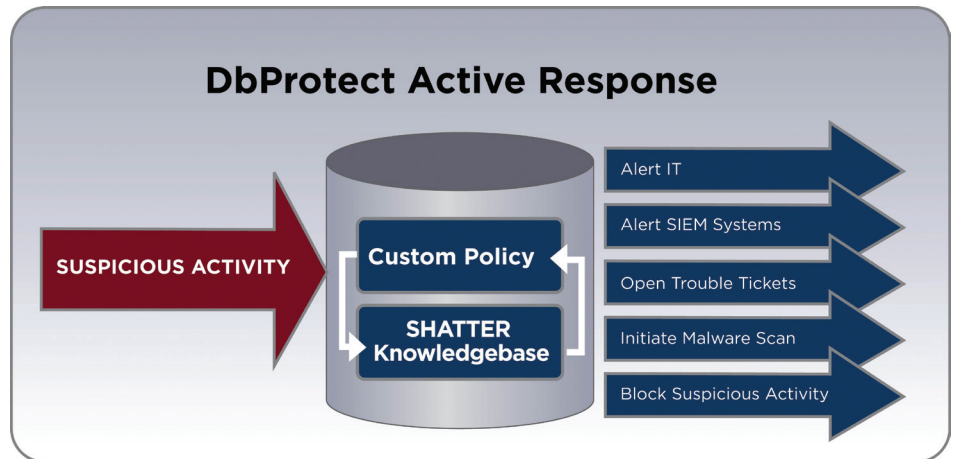 DbProtect Active Response
SUSPICIOUS ACTIVITY
Custom Policy
SHATTER
Knowledgebase
Alert IT
Alert SIEM Systems
Open Trouble Tickets
Initiate Malware Scan
Block Suspicious Activity